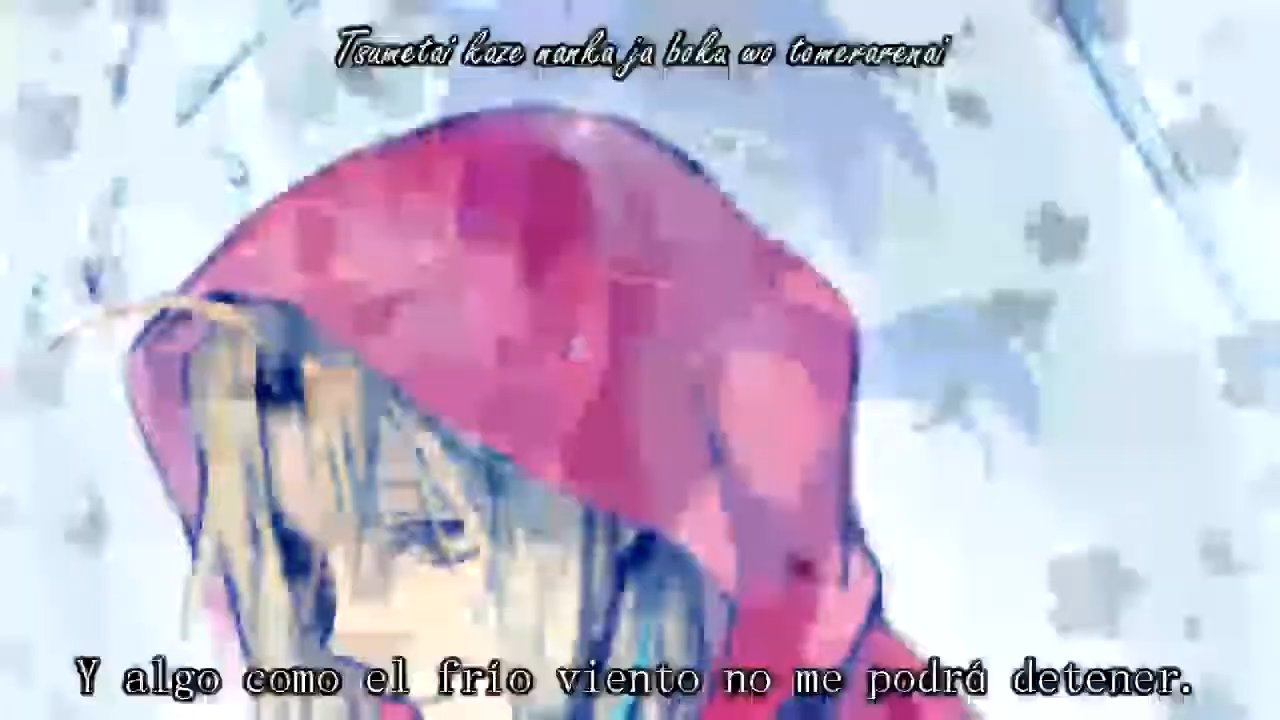 Tsumetai kaze nanka ja boku wo tomerarenai
Y algo como el frío viento no me podrá detener.